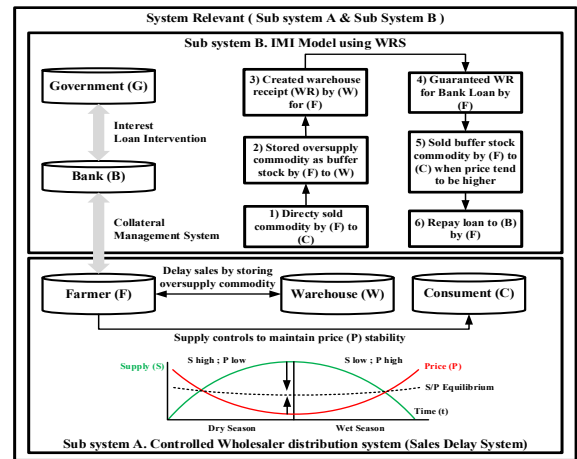 System Relevant ( Sub system A & Sub System B )
Sub system B. IMI Model using WRS
Government (G)
Interest
Loan Intervention
Bank (B)
Collateral
Management System
3) Created warehouse
receipt (WR) by (W)
for (F)
2) Stored oversupply
commodity as buffer
stock by (F) to (W)
1) Directy sold
commodity by (F) to
(C)
4) Guaranteed WR
for Bank Loan by
(F)
5) Sold buffer stock
commodity by (F) to
(C) when price tend
to be higher
6) Repay loan to (B)
by (F)
Farmer (F)
Delay sales by storing
oversupply commodity
Warehouse (W)
Consument (C)
Supply controls to maintain price (P) stability
Supply (S)
S high ; P low
S low ; P high
Price (P)
S/P Equilibrium
Time (t)
Dry Season
Wet Season
Sub system A. Controlled Wholesaler distribution system (Sales Delay System)